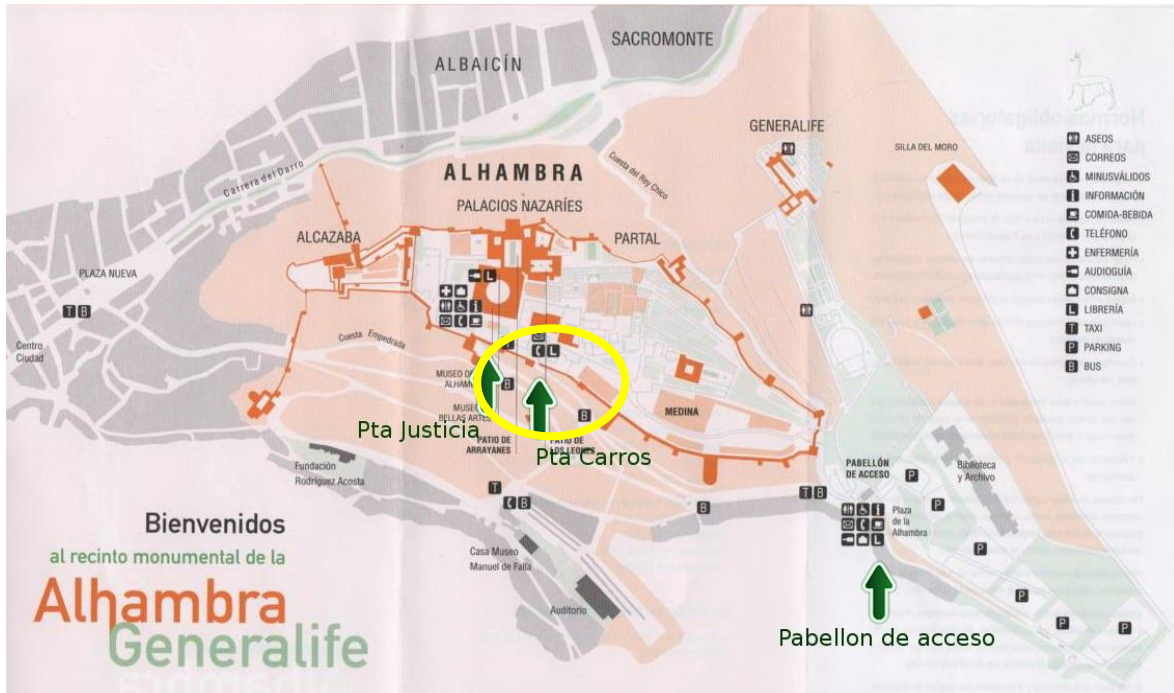 SACROMONTE
ALBAICÍN
GENERALIFE
SILLA DEL MORO
Carrera del Darro
Cuesta del Rey Chico
ALHAMBRA
PALACIOS NAZARÍES
ALCAZABA
PARTAL
PLAZA NUEVA
T B
Centro
Ciudad
Cuesta Empedrada
L
L
MUSEO DE
ALHAM
B
MUSEO
BELLAS ARTES
B
MEDINA
Pta Justicia
PATIO DE
ARRAYANES
PATIO DE
LOS LEONES
Pta Carros
Fundación
Rodríguez Acosta
T
B
B
T B
PABELLÓN
DE ACCESO
P
Biblioteca
y Archivo
P
Plaza
de la
Alhambra
L
P
P
P
P
Casa Museo
Manuel de Falla
Auditorio
Pabellon de acceso
ASEOS
CORREOS
MINUSVÁLIDOS
INFORMACIÓN
COMIDA-BEBIDA
TELÉFONO
ENFERMERÍA
AUDIOGUÍA
CONSIGNA
L LIBRERÍA
T TAXI
P PARKING
B BUS
Bienvenidos
al recinto monumental de la
Alhambra
Generalife